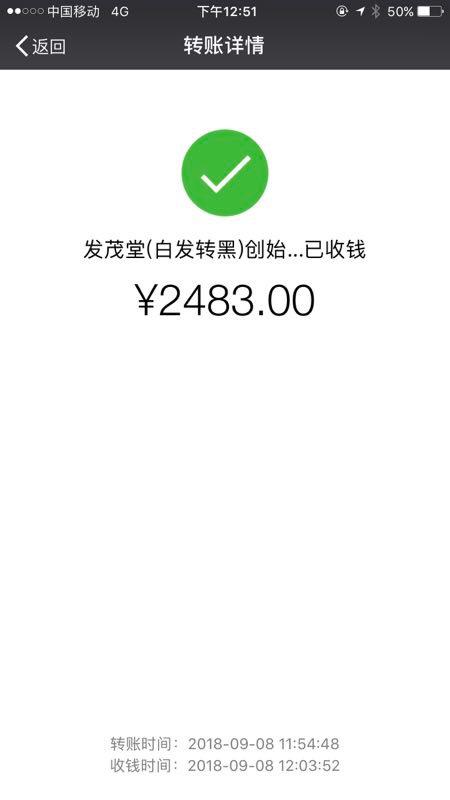 中国移动 4G 下午12:51 50%
返回 转账详情
发茂堂(白发转黑)创始...已收钱
¥2483.00
转账时间：2018-09-08 11:54:48
收钱时间：2018-09-08 12:03:52